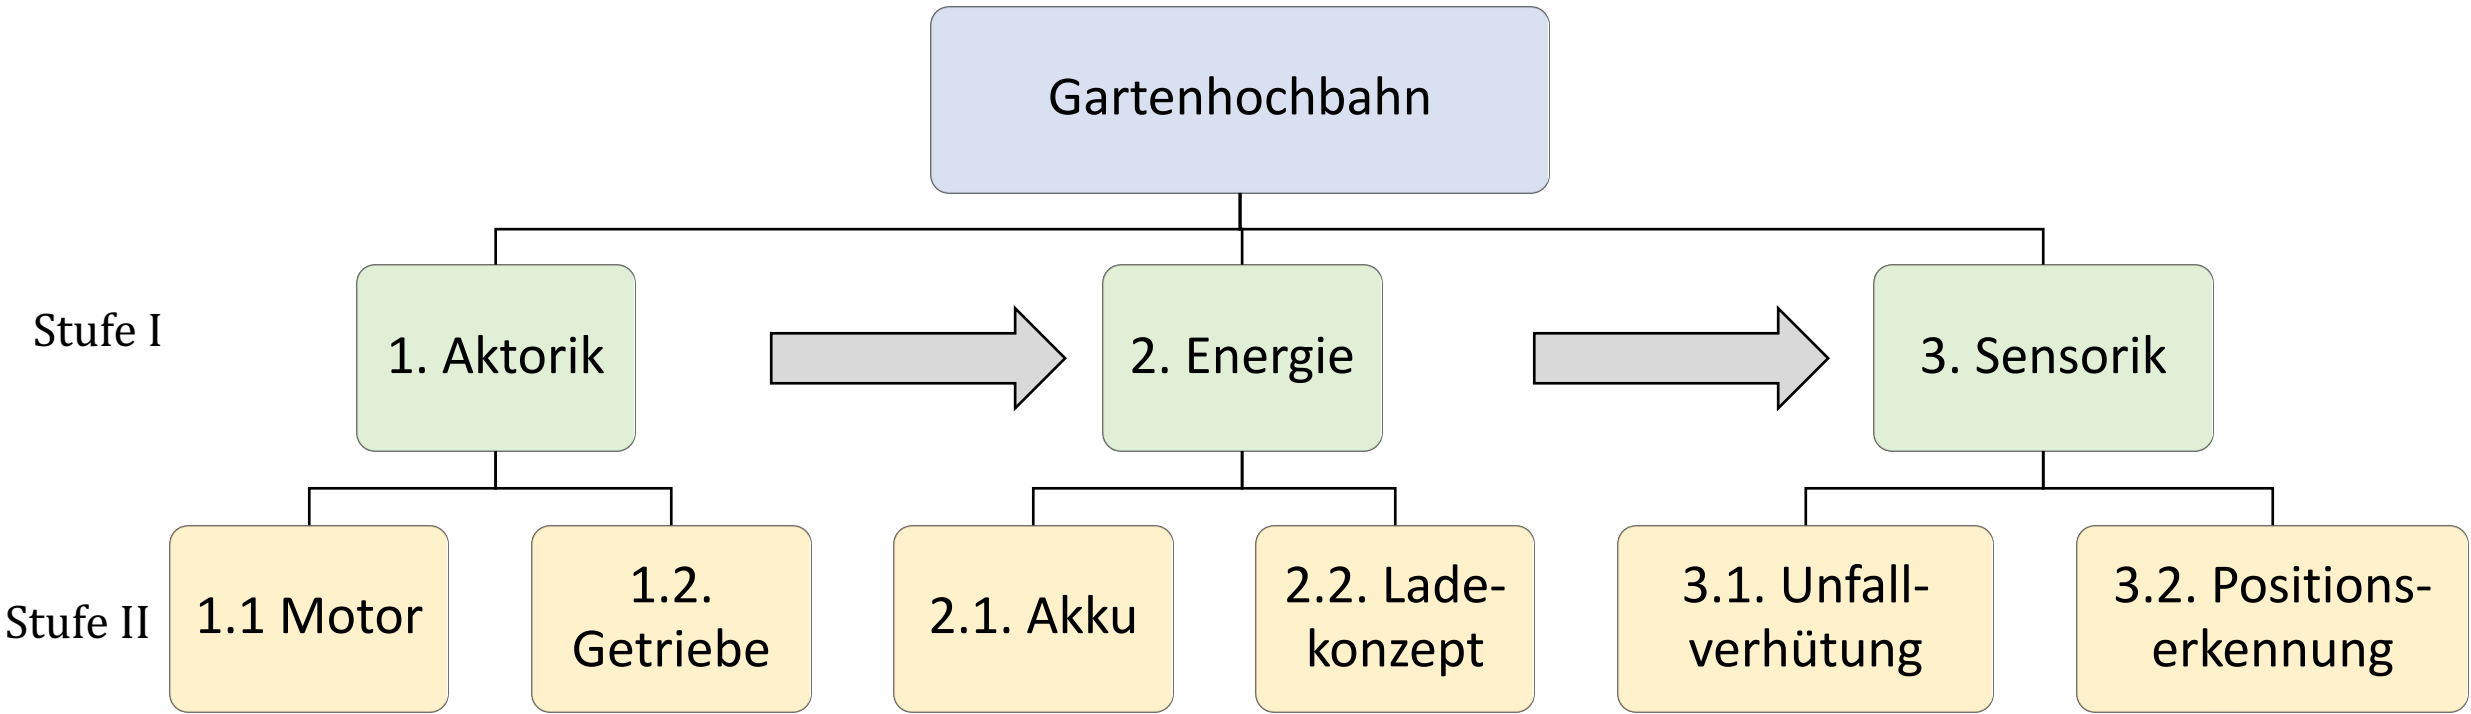 Gartenhochbahn
Stufe I
1. Aktorik
2. Energie
3. Sensorik
Stufe II
1.1 Motor
1.2.
Getriebe
2.1. Akku
2.2. Lade-
konzept
3.1. Unfall-
verhütung
3.2. Positions-
erkennung